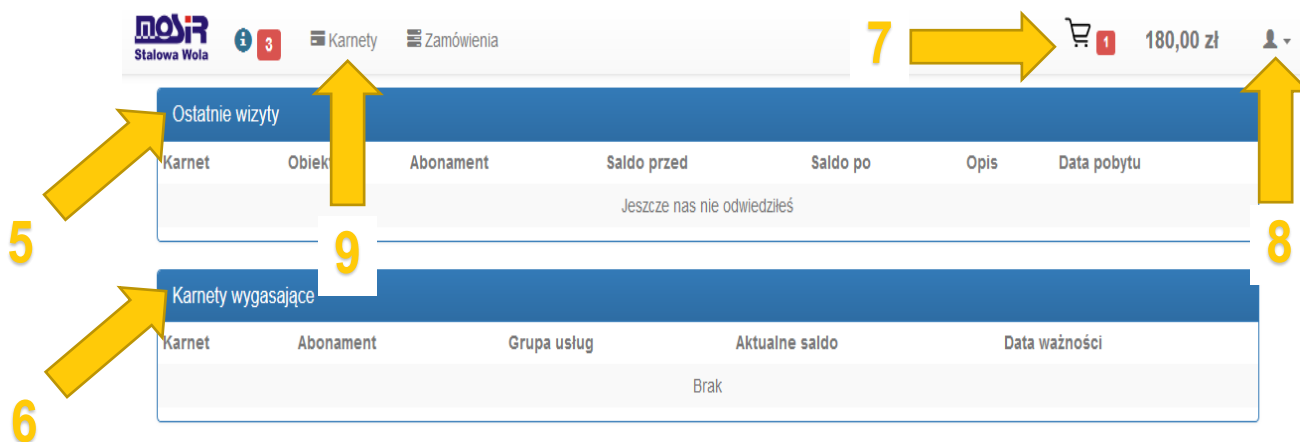 MOSiR
Stalowa Wola
3
Karnety
Zamówienia
7
1
180,00 zł
Ostatnie wizyty
Karnet Obiekt Abonament Saldo przed Saldo po Opis Data pobytu
Jeszcze nas nie odwiedziłeś
5
9
8
Karnety wygasające
Karnet Abonament Grupa usług Aktualne saldo Data ważności
Brak
6